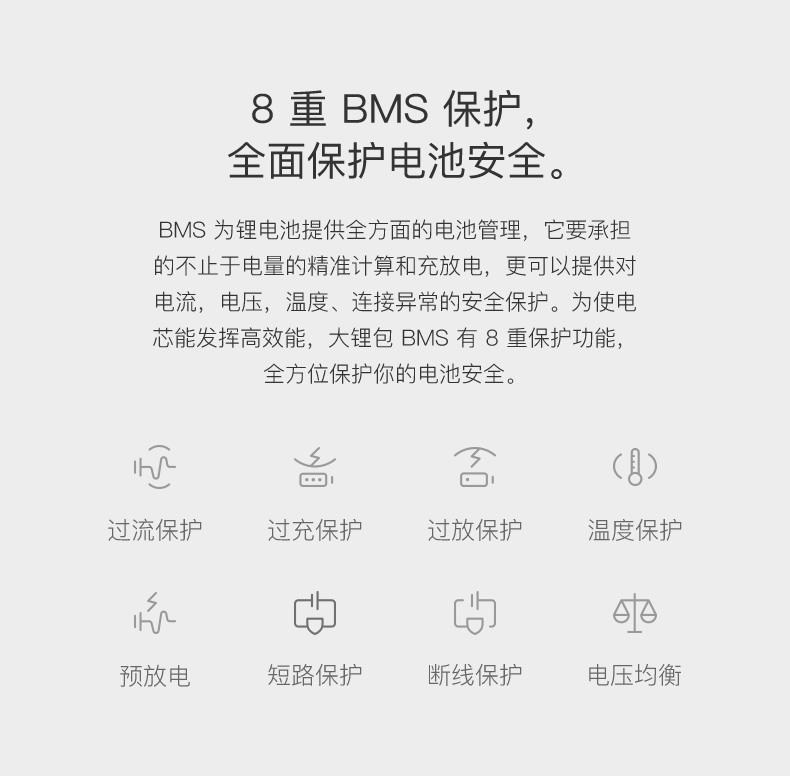 8 重 BMS 保护，
全面保护电池安全。
BMS 为锂电池提供全方面的电池管理，它要承担
的不止于电量的精准计算和充放电，更可以提供对
电流，电压，温度、连接异常的安全保护。为使电
芯能发挥高效能，大锂包 BMS 有 8 重保护功能，
全方位保护你的电池安全。
过流保护 过充保护 过放保护 温度保护
预放电 短路保护 断线保护 电压均衡